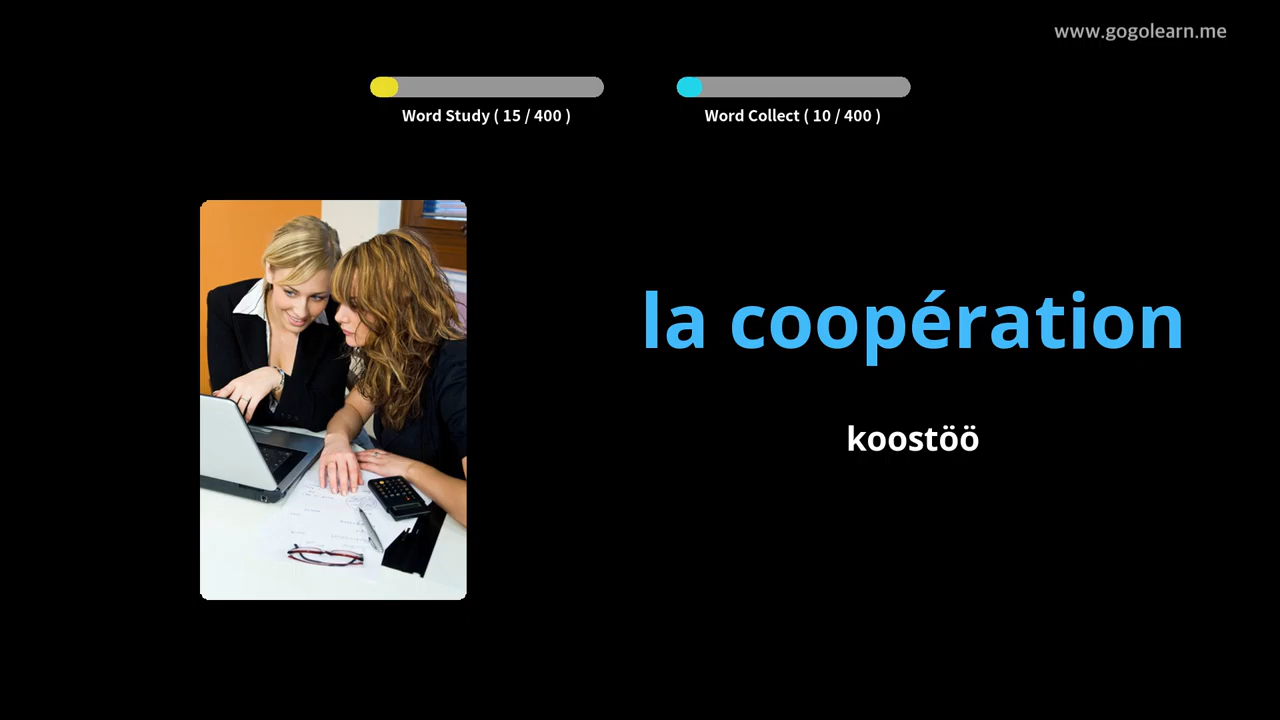 www.gogolearn.me
Word Study ( 15 / 400 )
Word Collect ( 10 / 400 )
la coopération
koostöö